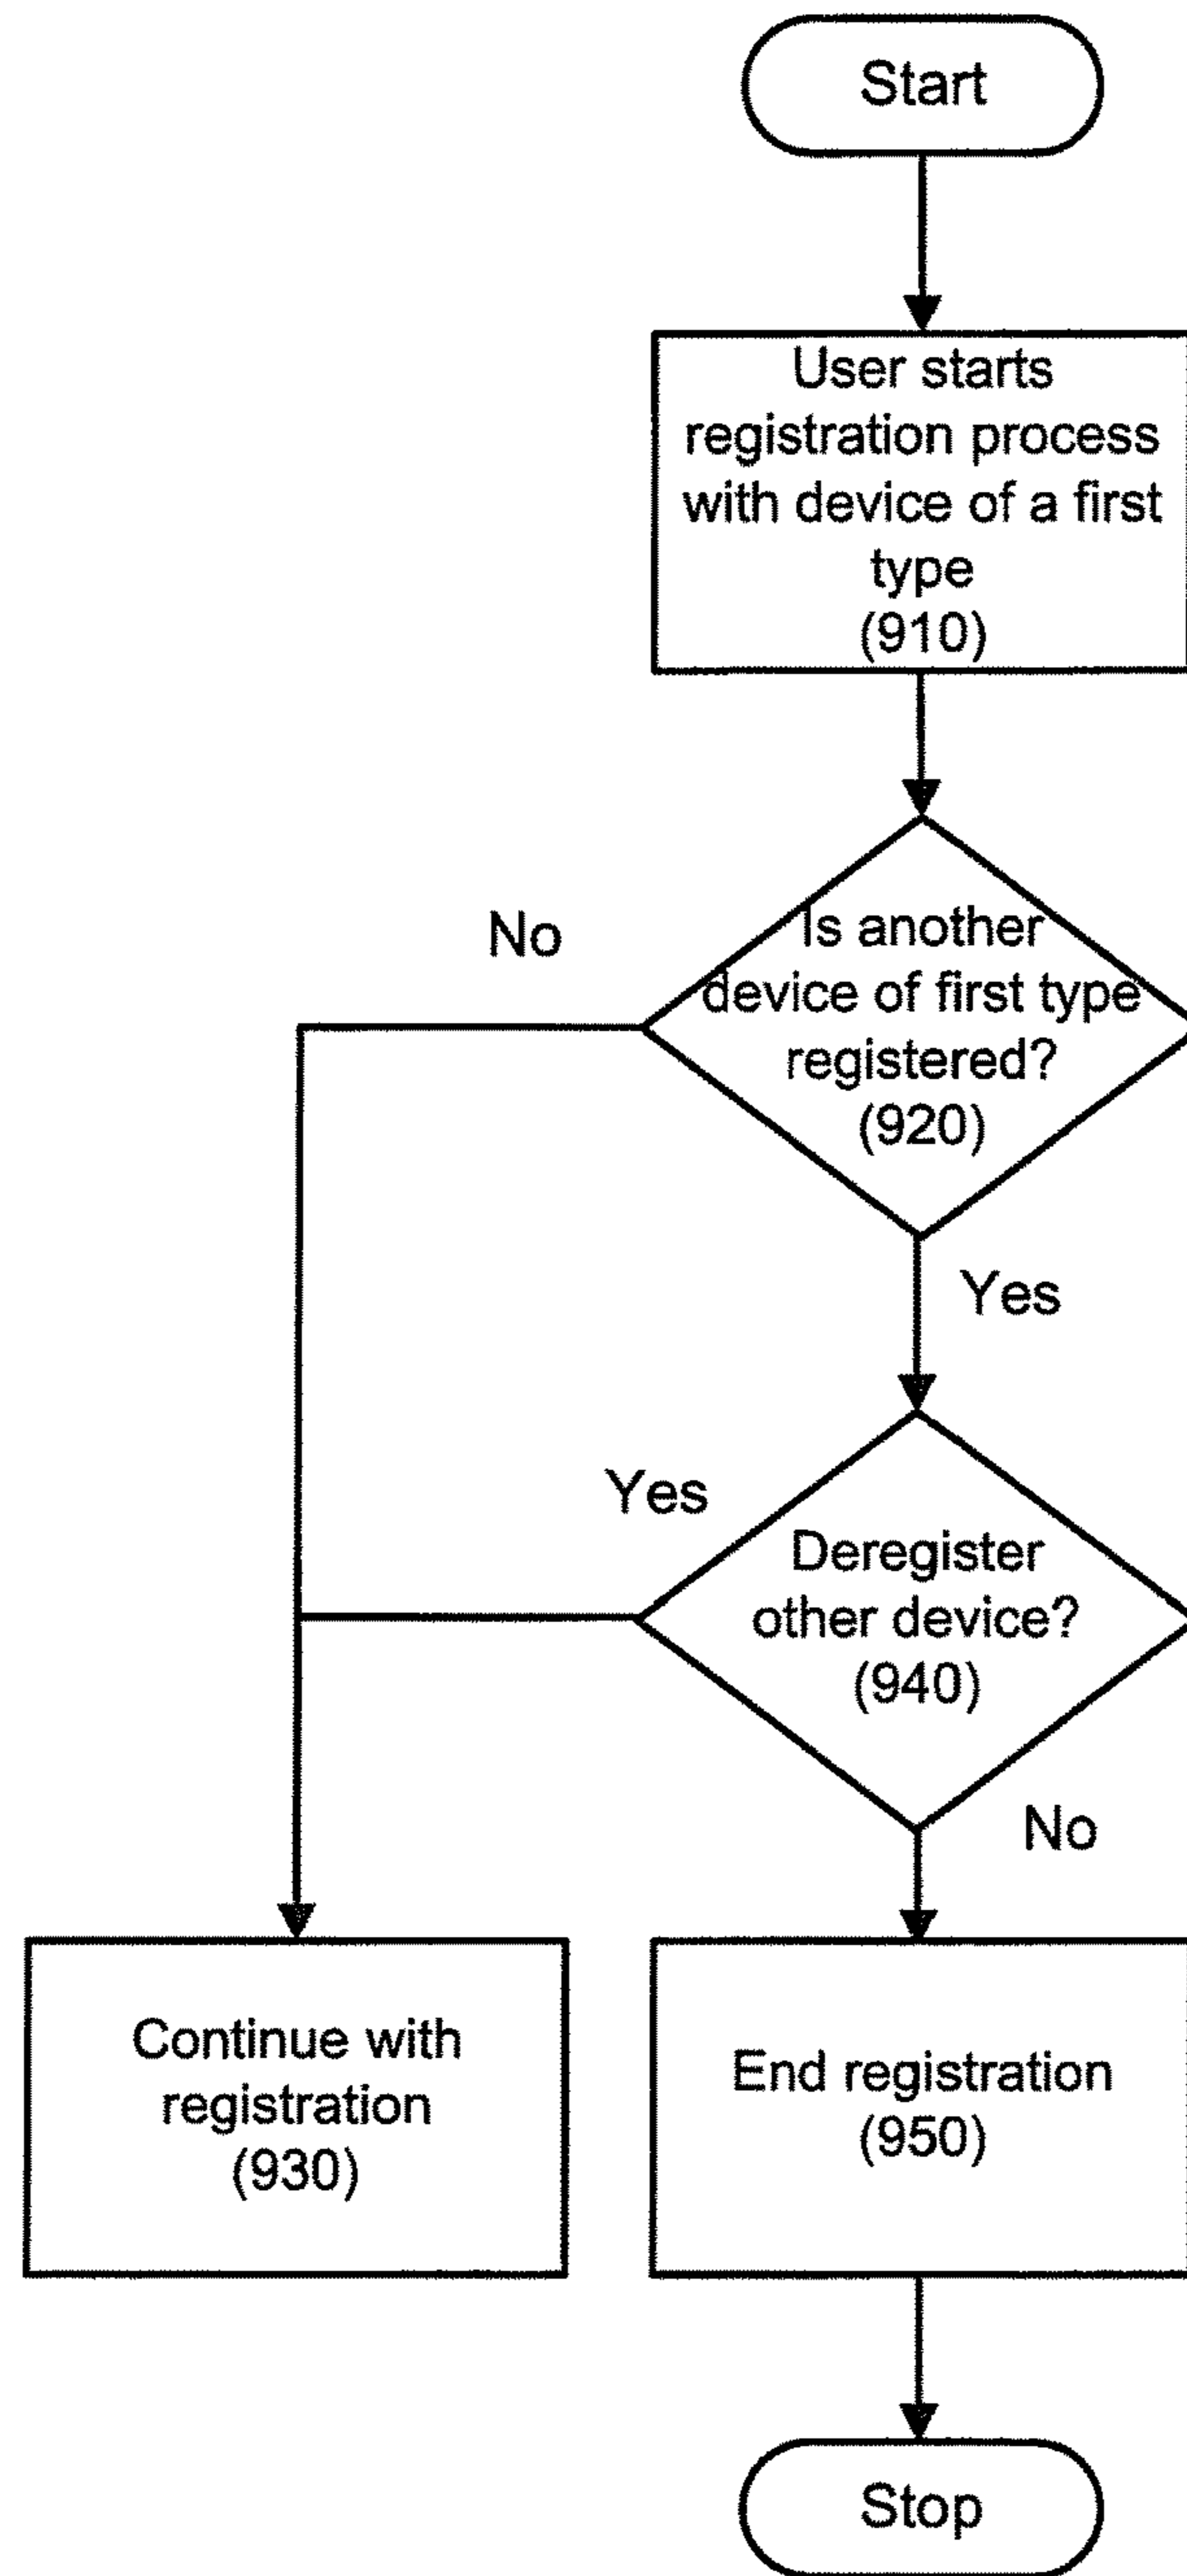 Start
User starts
registration process
with device of a first
type
(910)
No
Is another
device of first type
registered?
(920)
Yes
Yes
Deregister
other device?
(940)
No
Continue with
registration
(930)
End registration
(950)
Stop